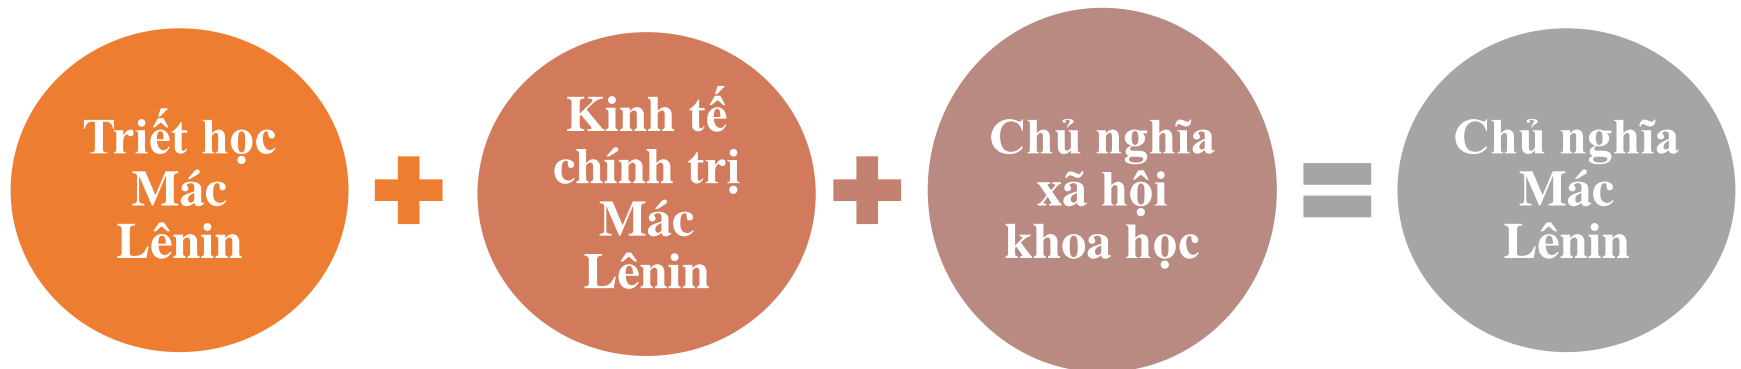 Triết học
Mác
Lênin
Kinh tế
chính trị
Mác
Lênin
Chủ nghĩa
xã hội
khoa học
Chủ nghĩa
Mác
Lênin